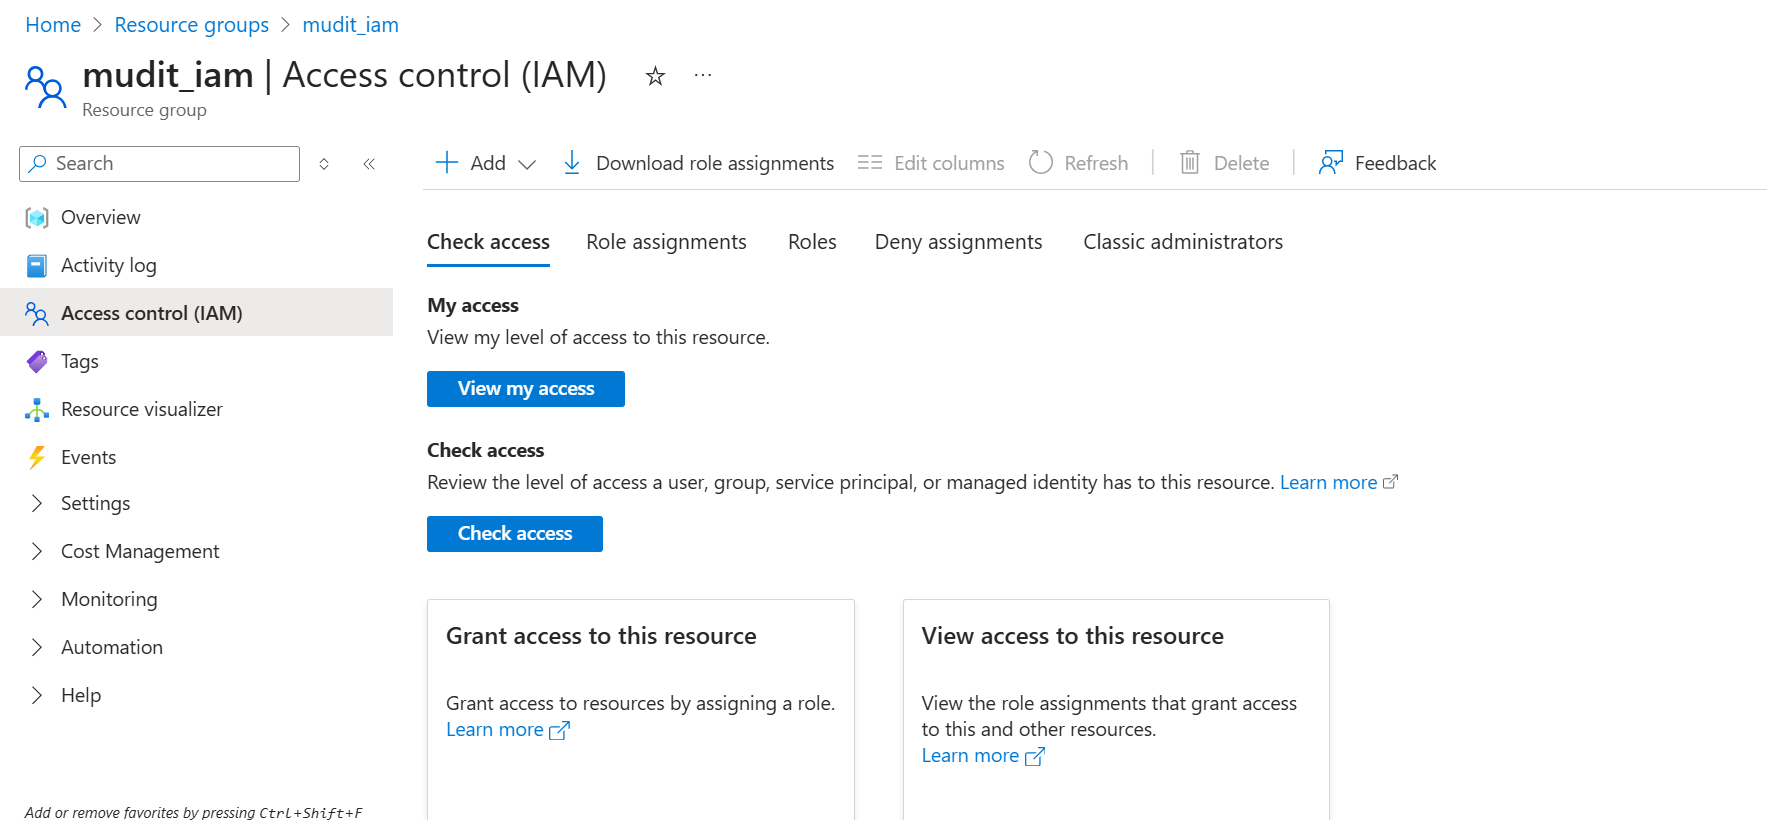 Home > Resource groups > mudit_iam
mudit_iam | Access control (IAM) ☆ ···
Resource group
Search
Overview
Activity log
Access control (IAM)
Tags
Resource visualizer
Events
Settings
Cost Management
Monitoring
Automation
Help
Add or remove favorites by pressing Ctrl+Shift+F
Add Download role assignments Edit columns Refresh | Delete | Feedback
Check access Role assignments Roles Deny assignments Classic administrators
My access
View my level of access to this resource.
View my access
Check access
Review the level of access a user, group, service principal, or managed identity has to this resource. Learn more
Check access
Grant access to this resource
Grant access to resources by assigning a role.
Learn more
View access to this resource
View the role assignments that grant access
to this and other resources.
Learn more